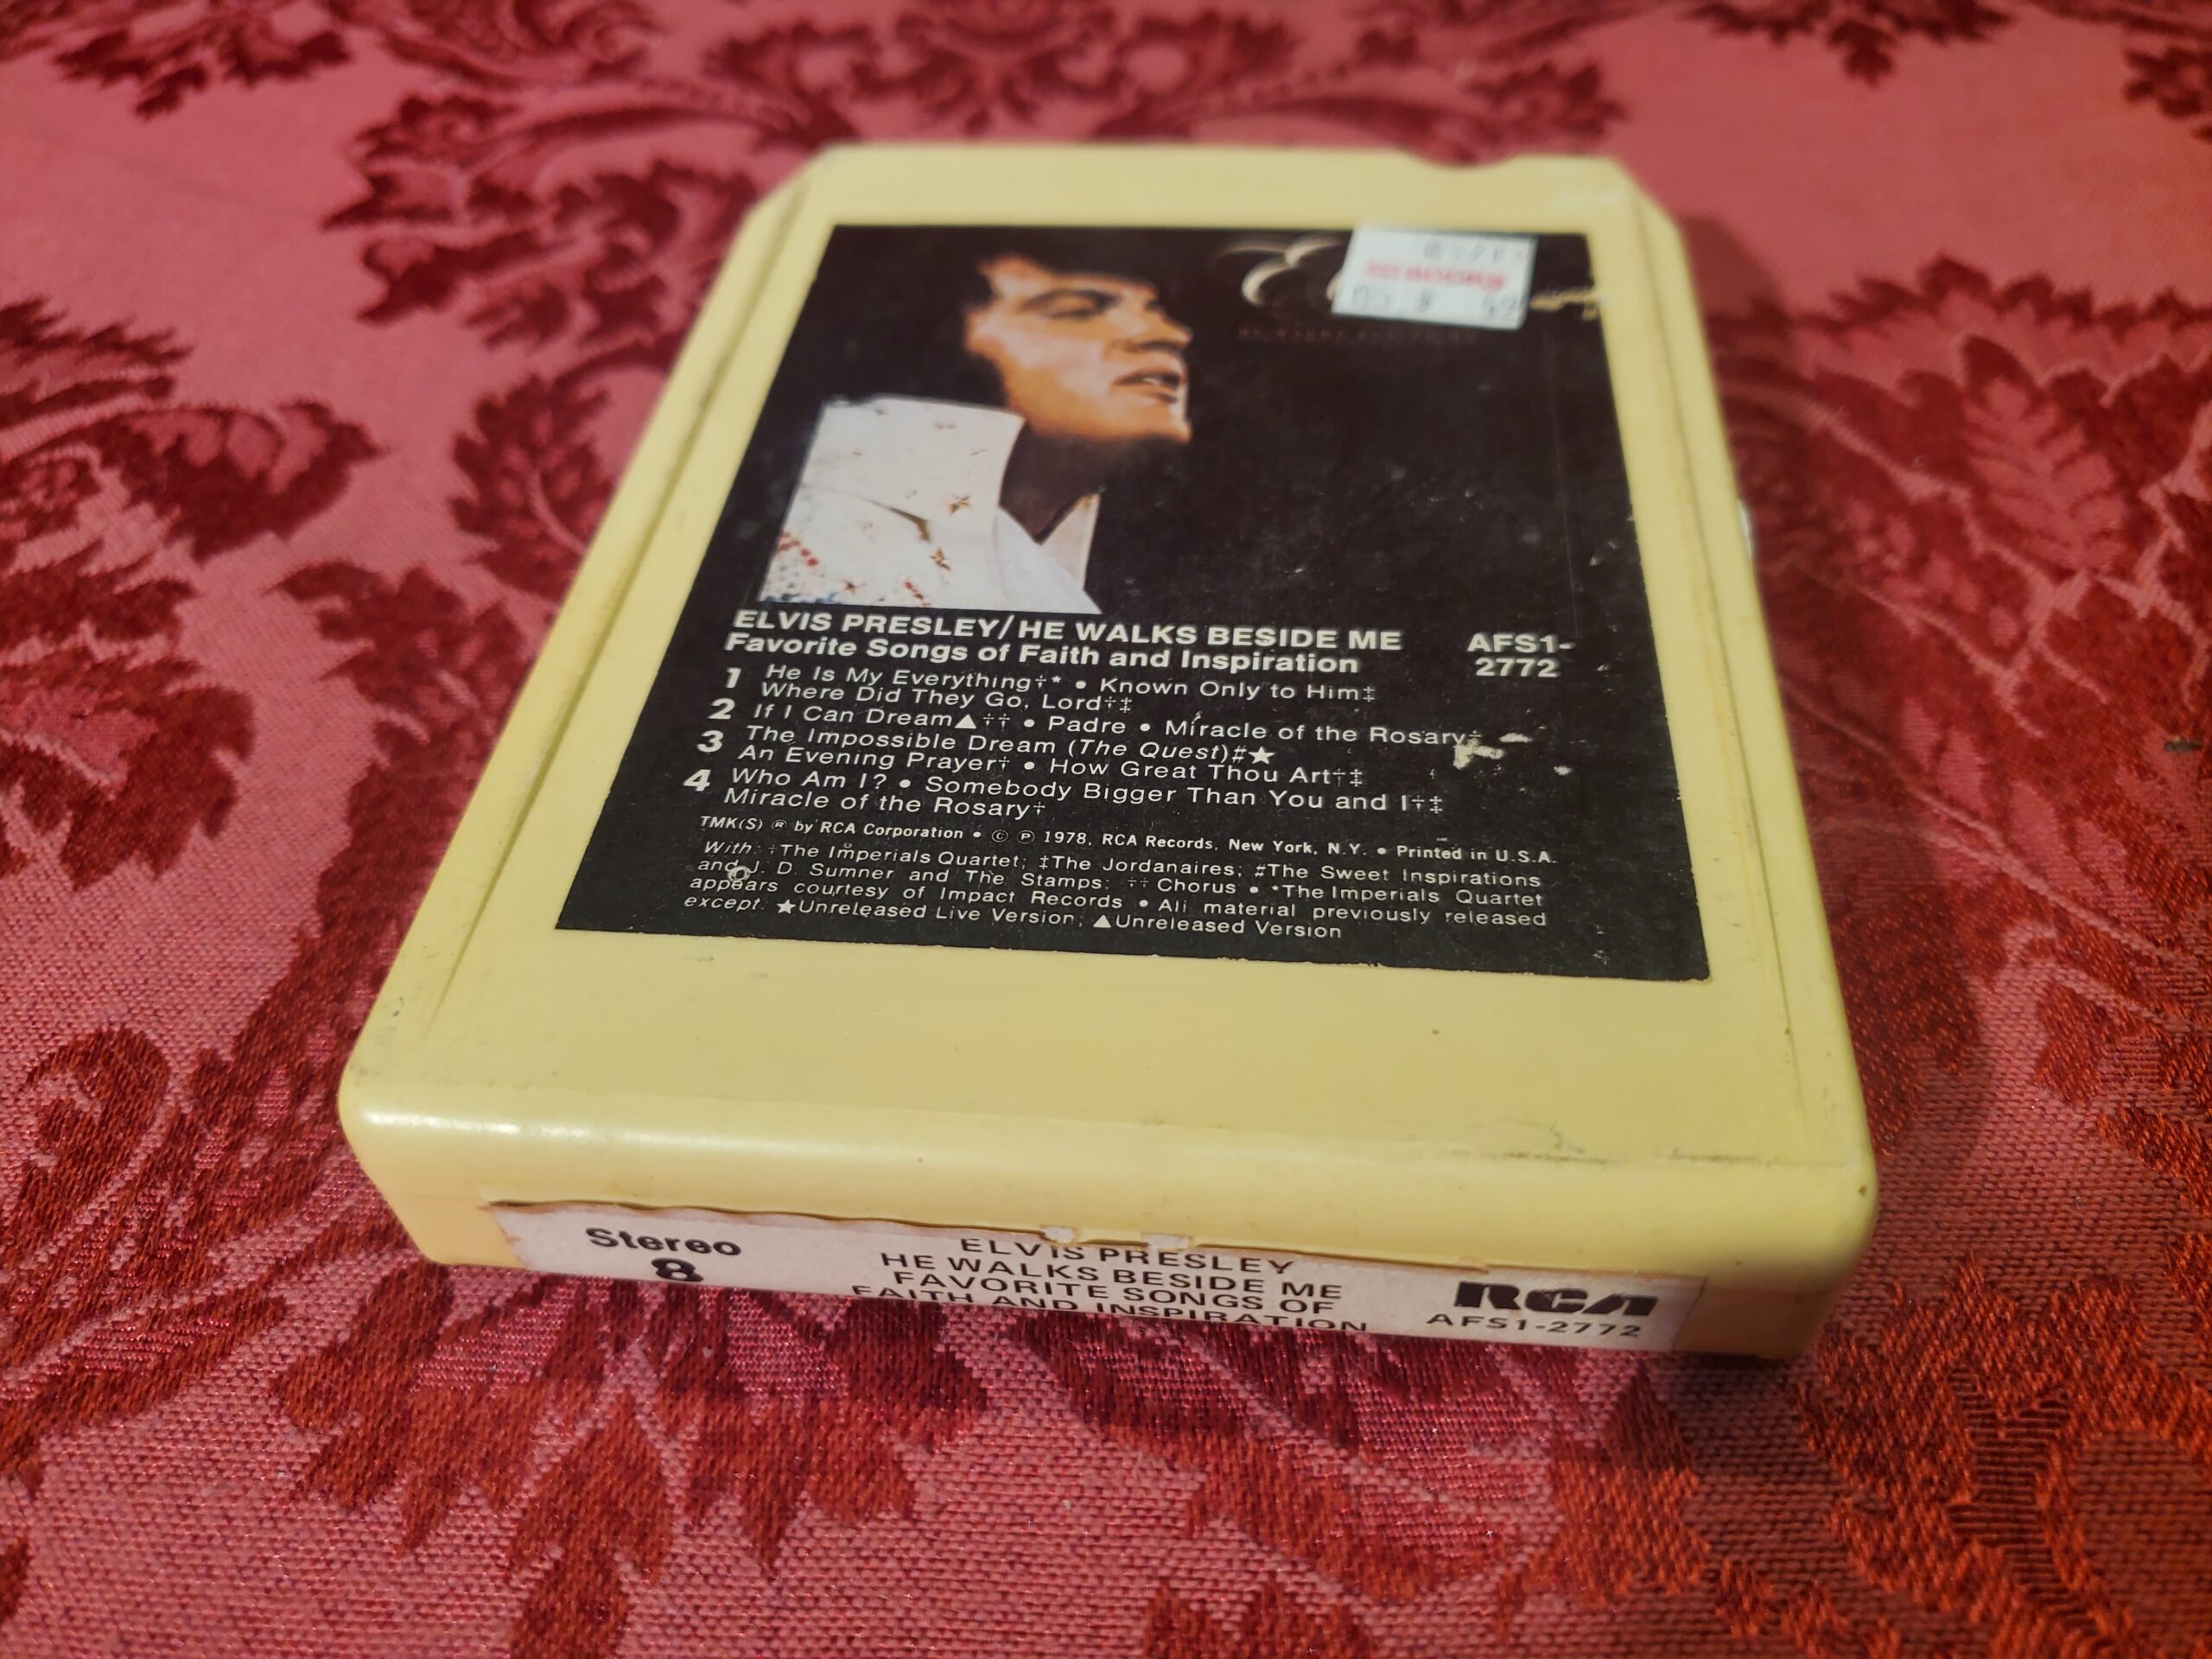 ELVIS PRESLEY/HE WALKS BESIDE ME
Favorite Songs of Faith and Inspiration
AFS1-
2772
1 He Is My Everything†* • Known Only to Him‡
Where Did They Go, Lord†‡
2 If I Can Dream▲†† • Padre • Miracle of the Rosary†
3 The Impossible Dream (The Quest)#★
An Evening Prayer† • How Great Thou Art†‡
4 Who Am I? • Somebody Bigger Than You and I†‡
Miracle of the Rosary†
TMK(S) ® by RCA Corporation • © ℗ 1978, RCA Records, New York, N.Y. • Printed in U.S.A.
With: †The Imperials Quartet; ‡The Jordanaires; #The Sweet Inspirations
and J. D. Sumner and The Stamps; †† Chorus • *The Imperials Quartet
appears courtesy of Impact Records • All material previously released
except: ★Unreleased Live Version; ▲Unreleased Version
Stereo
8
ELVIS PRESLEY
HE WALKS BESIDE ME
FAVORITE SONGS OF
FAITH AND INSPIRATION
RCA
AFS1-2772